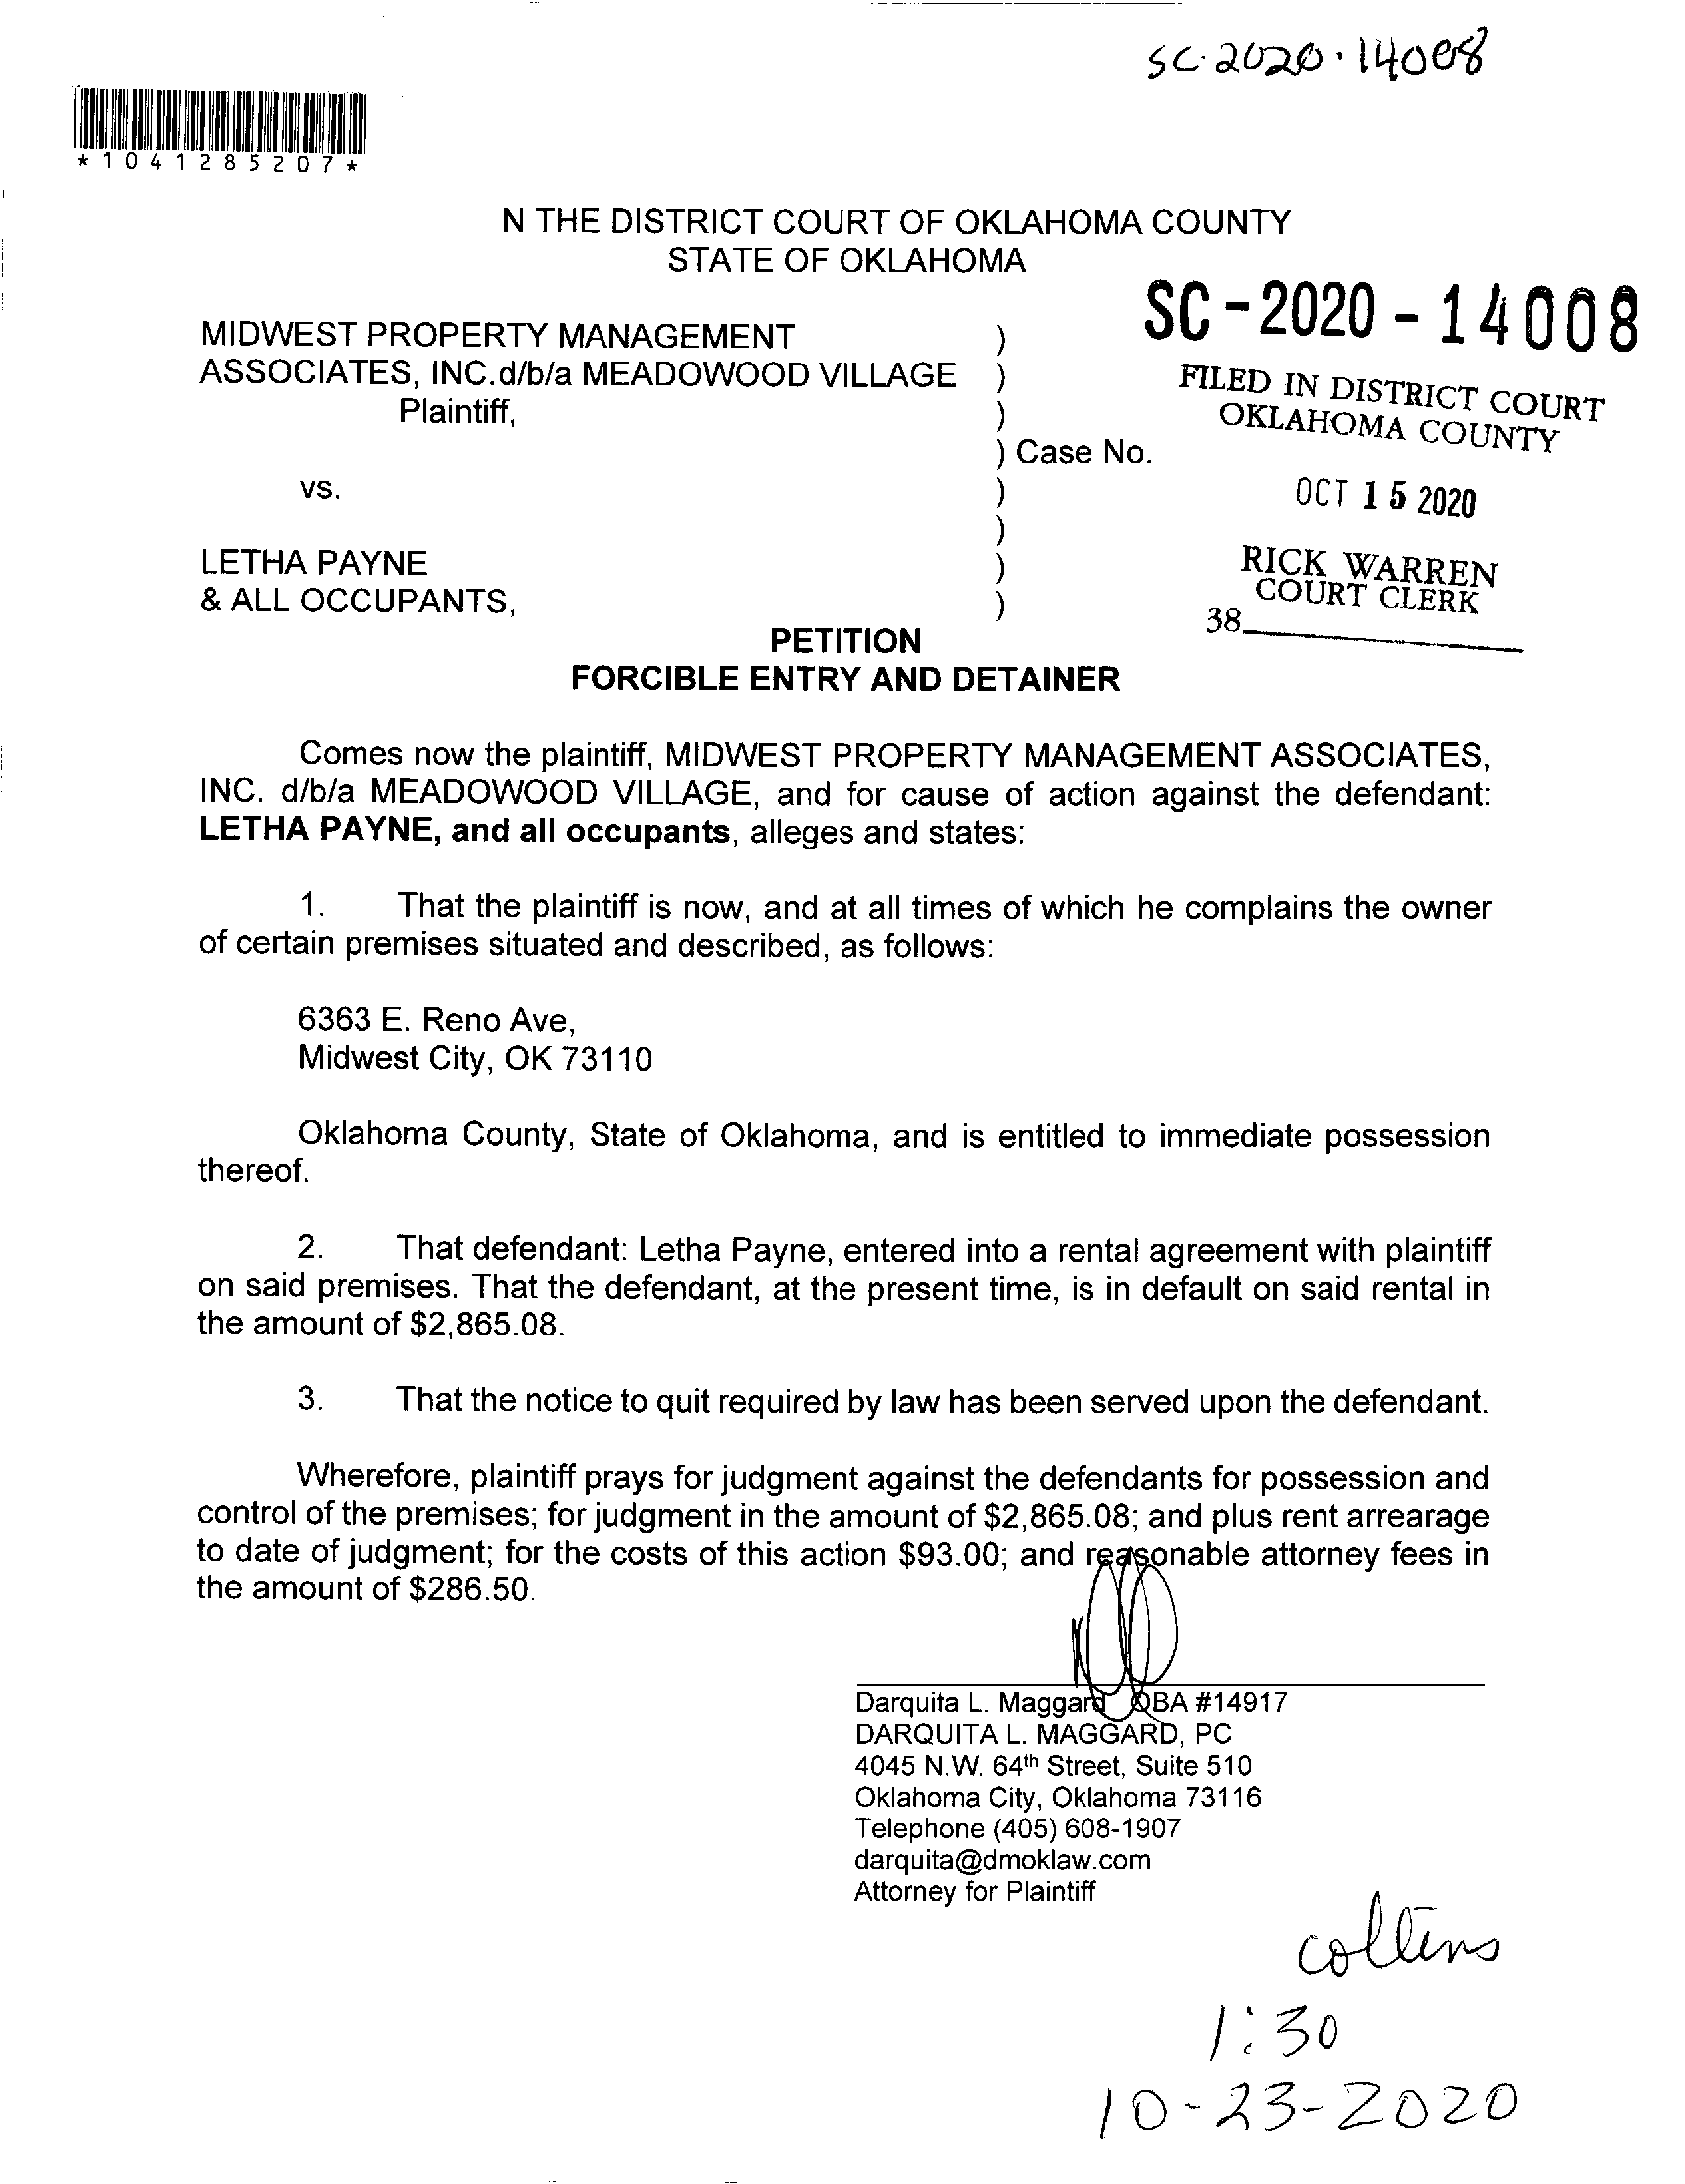 SC-2020-14008
*1041285207*
N THE DISTRICT COURT OF OKLAHOMA COUNTY
STATE OF OKLAHOMA
SC-2020-14008
MIDWEST PROPERTY MANAGEMENT )
ASSOCIATES, INC.d/b/a MEADOWOOD VILLAGE )
FILED IN DISTRICT COURT
OKLAHOMA COUNTY
Plaintiff, )
) Case No.
vs. )
OCT 15 2020
)
LETHA PAYNE )
RICK WARREN
COURT CLERK
& ALL OCCUPANTS, )
38
PETITION
FORCIBLE ENTRY AND DETAINER
Comes now the plaintiff, MIDWEST PROPERTY MANAGEMENT ASSOCIATES,
INC. d/b/a MEADOWOOD VILLAGE, and for cause of action against the defendant:
LETHA PAYNE, and all occupants, alleges and states:
1. That the plaintiff is now, and at all times of which he complains the owner
of certain premises situated and described, as follows:
6363 E. Reno Ave,
Midwest City, OK 73110
Oklahoma County, State of Oklahoma, and is entitled to immediate possession
thereof.
2. That defendant: Letha Payne, entered into a rental agreement with plaintiff
on said premises. That the defendant, at the present time, is in default on said rental in
the amount of $2,865.08.
3. That the notice to quit required by law has been served upon the defendant.
Wherefore, plaintiff prays for judgment against the defendants for possession and
control of the premises; for judgment in the amount of $2,865.08; and plus rent arrearage
to date of judgment; for the costs of this action $93.00; and reasonable attorney fees in
the amount of $286.50.
Darquita L. Maggard OBA #14917
DARQUITA L. MAGGARD, PC
4045 N.W. 64th Street, Suite 510
Oklahoma City, Oklahoma 73116
Telephone (405) 608-1907
darquita@dmoklaw.com
Attorney for Plaintiff
collins
1:30
10-23-2020